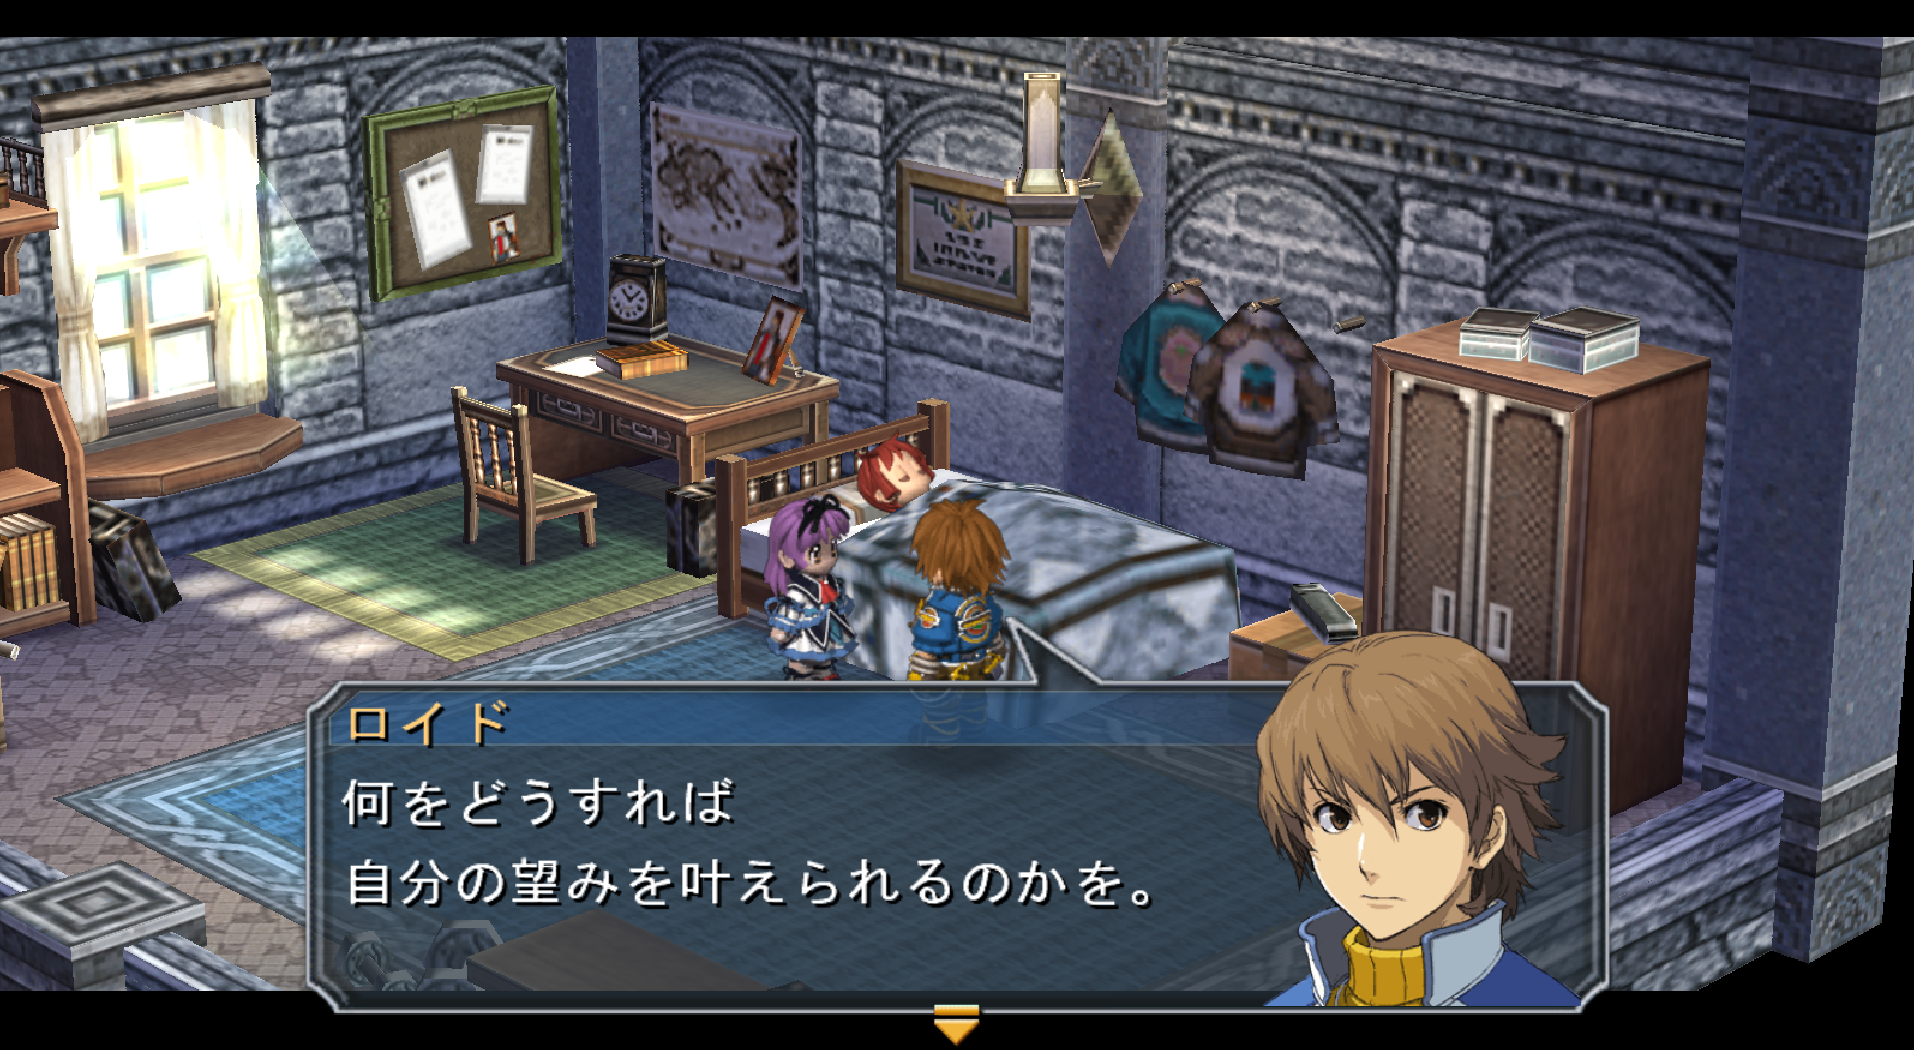 ロイド
何をどうすれば
自分の望みを叶えられるのかを。